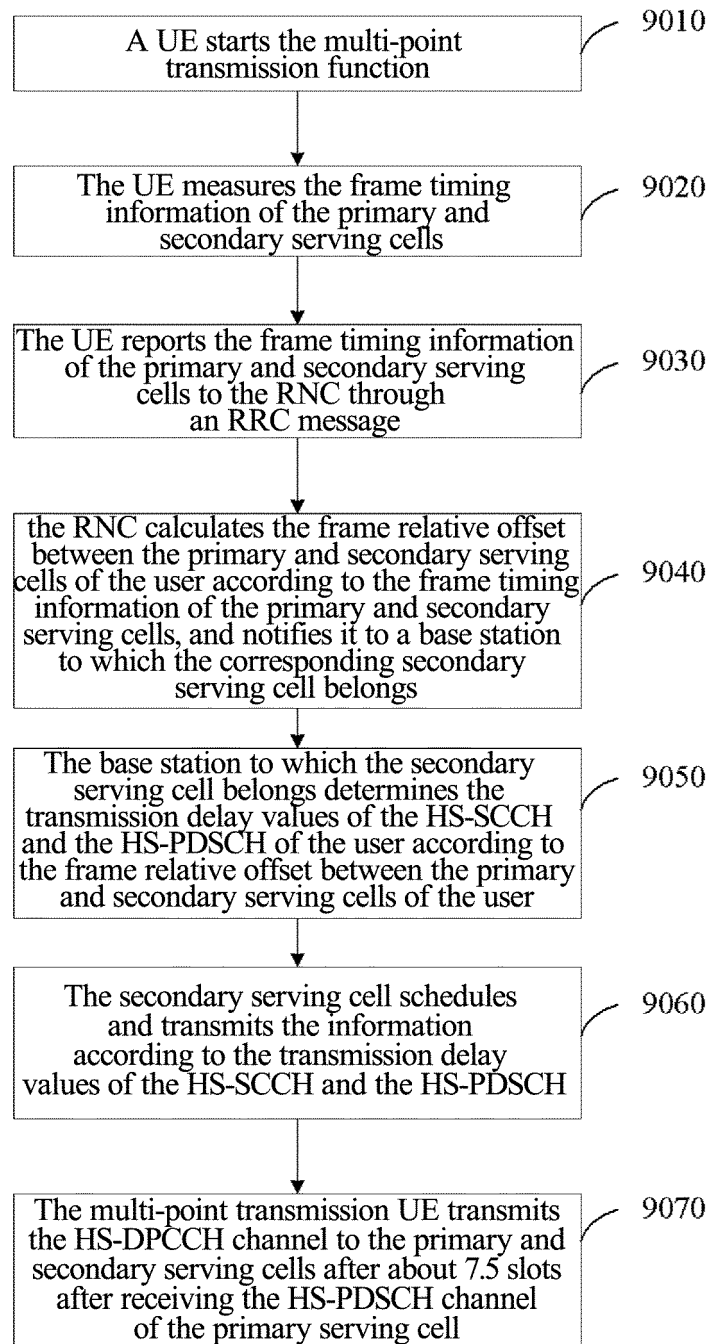 9010
A UE starts the multi-point
transmission function
9020
The UE measures the frame timing
information of the primary and
secondary serving cells
9030
The UE reports the frame timing information
of the primary and secondary serving
cells to the RNC through
an RRC message
9040
the RNC calculates the frame relative offset
between the primary and secondary serving
cells of the user according to the frame timing
information of the primary and secondary
serving cells, and notifies it to a base station
to which the corresponding secondary
serving cell belongs
9050
The base station to which the secondary
serving cell belongs determines the
transmission delay values of the HS-SCCH
and the HS-PDSCH of the user according to
the frame relative offset between the primary
and secondary serving cells of the user
9060
The secondary serving cell schedules
and transmits the information
according to the transmission delay
values of the HS-SCCH and the HS-PDSCH
9070
The multi-point transmission UE transmits
the HS-DPCCH channel to the primary and
secondary serving cells after about 7.5 slots
after receiving the HS-PDSCH channel
of the primary serving cell